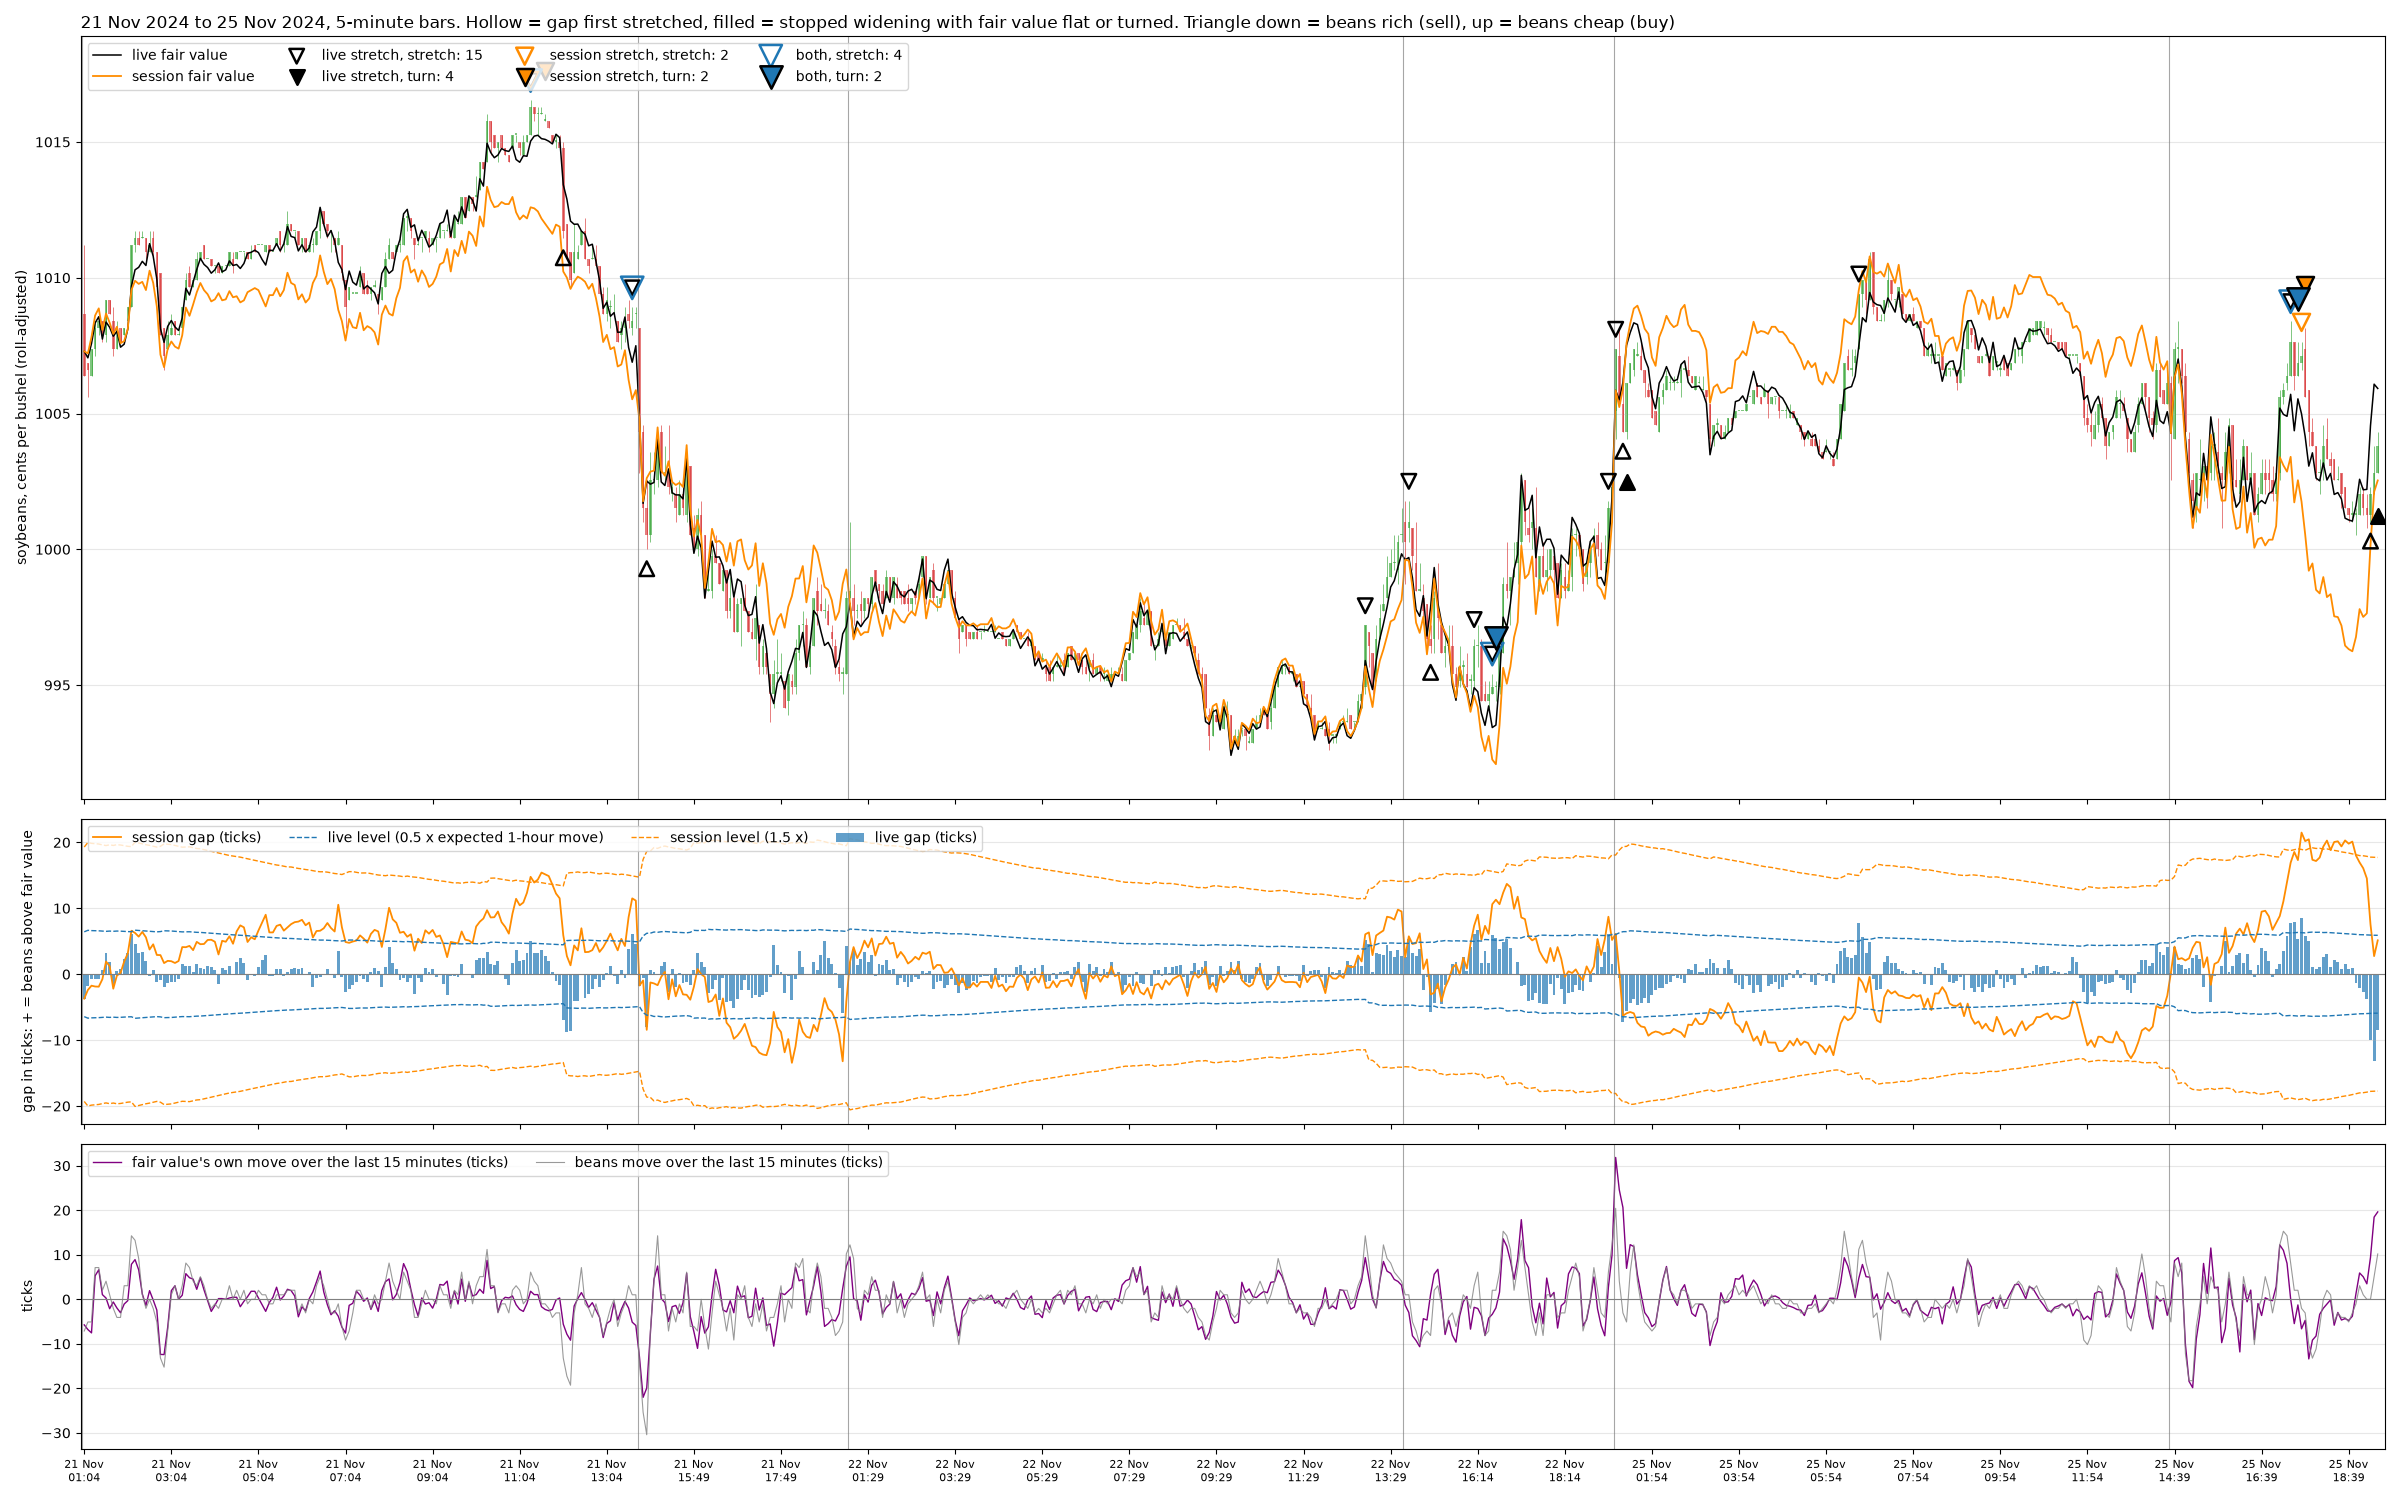 21 Nov 2024 to 25 Nov 2024, 5-minute bars. Hollow = gap first stretched, filled = stopped widening with fair value flat or turned. Triangle down = beans rich (sell), up = beans cheap (buy)
live fair value
session fair value
live stretch, stretch: 15
live stretch, turn: 4
session stretch, stretch: 2
session stretch, turn: 2
both, stretch: 4
both, turn: 2
soybeans, cents per bushel (roll-adjusted)
1015
1010
1005
1000
995
session gap (ticks)
live level (0.5 x expected 1-hour move)
session level (1.5 x)
live gap (ticks)
gap in ticks: + = beans above fair value
20
10
0
−10
−20
fair value's own move over the last 15 minutes (ticks)
beans move over the last 15 minutes (ticks)
ticks
30
20
10
0
−10
−20
−30
21 Nov
01:04
21 Nov
03:04
21 Nov
05:04
21 Nov
07:04
21 Nov
09:04
21 Nov
11:04
21 Nov
13:04
21 Nov
15:49
21 Nov
17:49
22 Nov
01:29
22 Nov
03:29
22 Nov
05:29
22 Nov
07:29
22 Nov
09:29
22 Nov
11:29
22 Nov
13:29
22 Nov
16:14
22 Nov
18:14
25 Nov
01:54
25 Nov
03:54
25 Nov
05:54
25 Nov
07:54
25 Nov
09:54
25 Nov
11:54
25 Nov
14:39
25 Nov
16:39
25 Nov
18:39